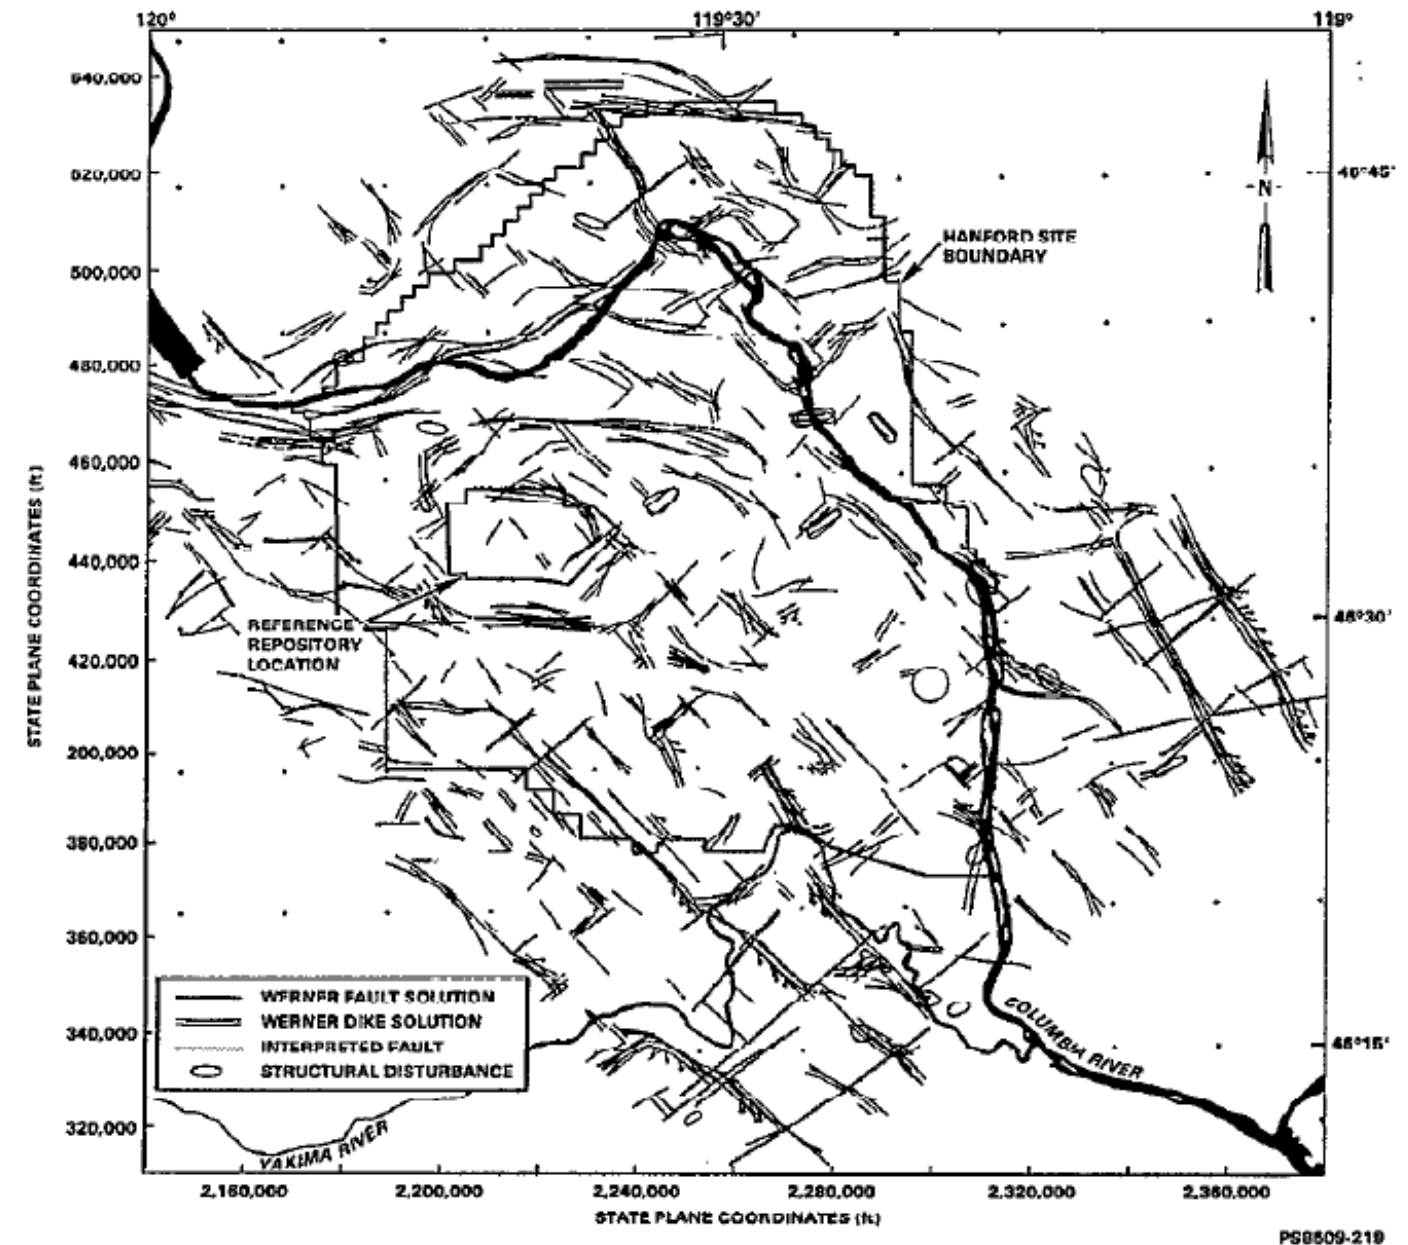 120°
119°30'
119°
640,000
620,000
500,000
480,000
460,000
440,000
420,000
200,000
380,000
360,000
340,000
320,000
STATE PLANE COORDINATES (ft)
46°45'
-N-
HANFORD SITE
BOUNDARY
46°30'
46°15'
REFERENCE
REPOSITORY
LOCATION
WERNER FAULT SOLUTION
WERNER DIKE SOLUTION
INTERPRETED FAULT
STRUCTURAL DISTURBANCE
COLUMBIA RIVER
YAKIMA RIVER
2,160,000
2,200,000
2,240,000
2,280,000
2,320,000
2,360,000
STATE PLANE COORDINATES (ft)
PS8509-219